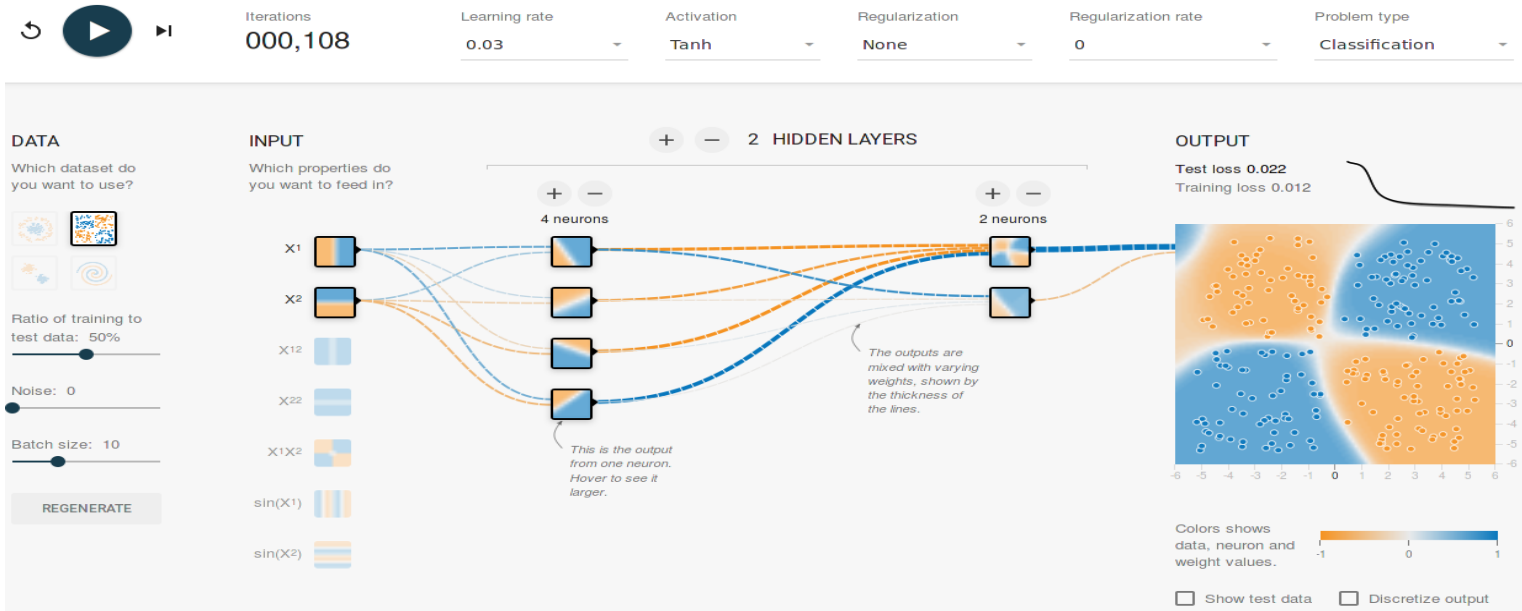 Iterations
000,108
Learning rate
0.03
Activation
Tanh
Regularization
None
Regularization rate
0
Problem type
Classification
DATA
Which dataset do
you want to use?
Ratio of training to
test data: 50%
Noise: 0
Batch size: 10
REGENERATE
INPUT
Which properties do
you want to feed in?
X1
X2
X12
X22
X1X2
sin(X1)
sin(X2)
+ − 2 HIDDEN LAYERS
+ −
4 neurons
+ −
2 neurons
This is the output
from one neuron.
Hover to see it
larger.
The outputs are
mixed with varying
weights, shown by
the thickness of
the lines.
OUTPUT
Test loss 0.022
Training loss 0.012
6
5
4
3
2
1
0
-1
-2
-3
-4
-5
-6
-6 -5 -4 -3 -2 -1 0 1 2 3 4 5 6
Colors shows
data, neuron and
weight values.
-1 0 1
Show test data
Discretize output